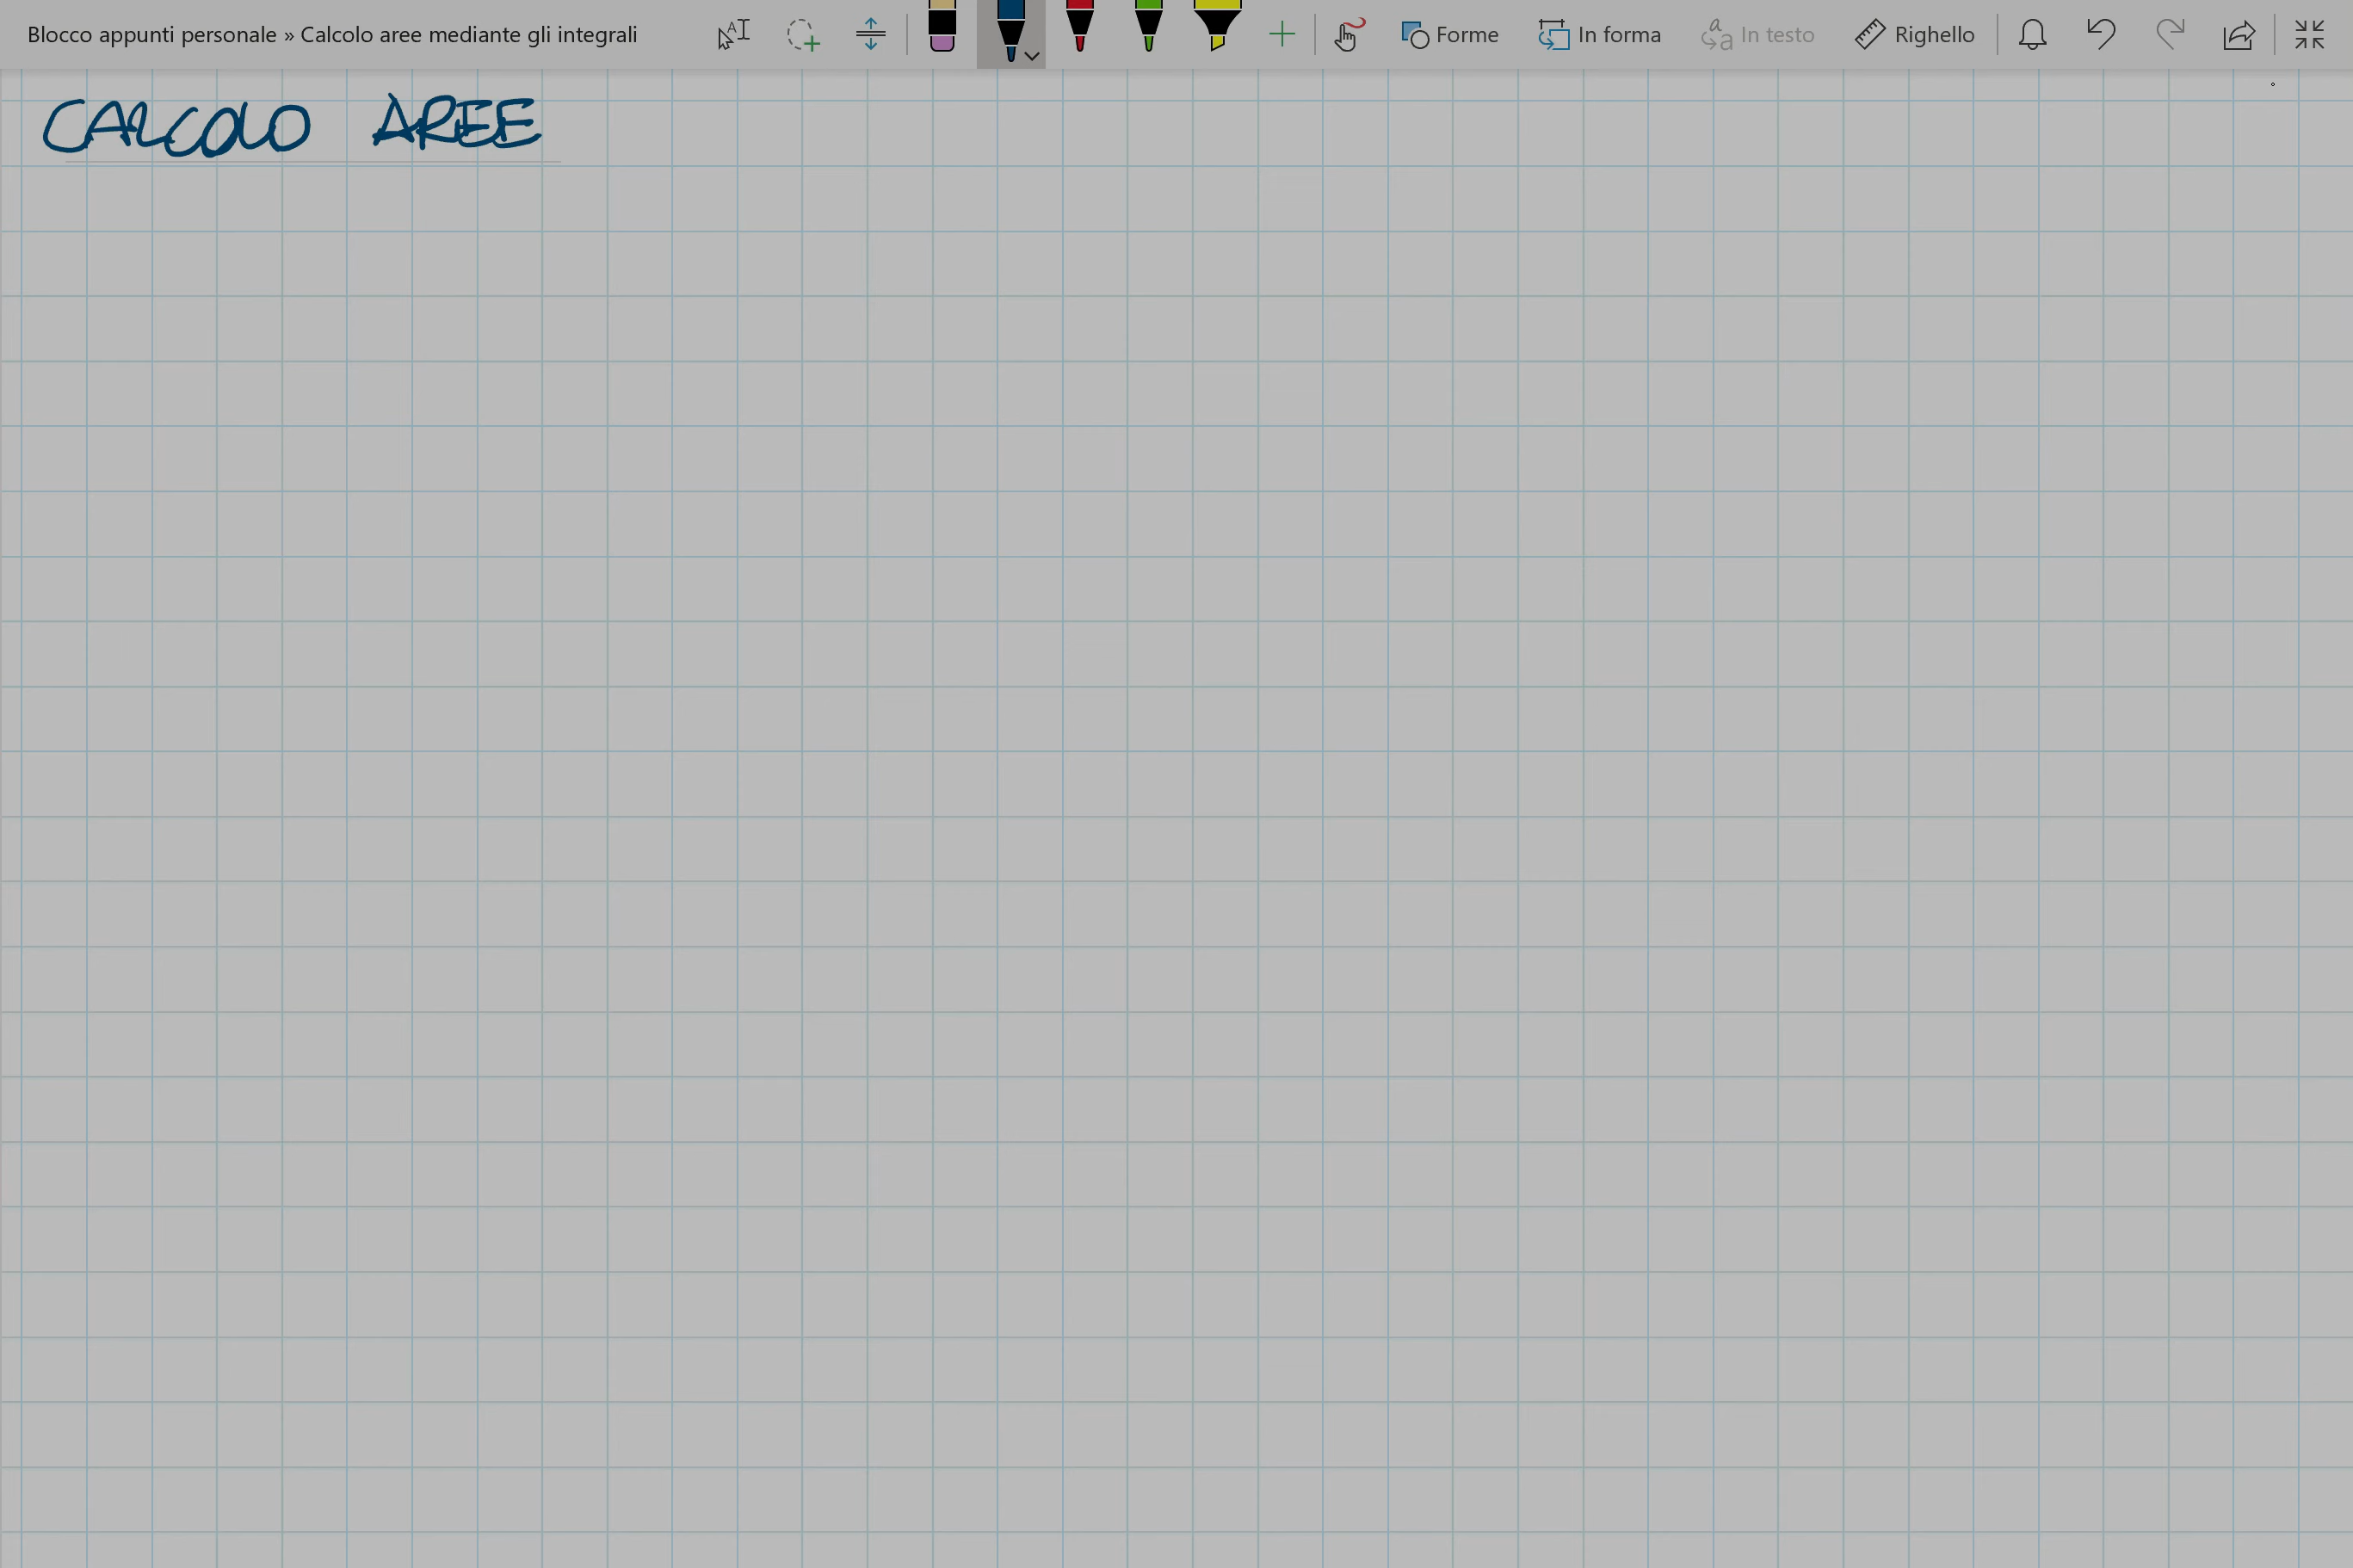 Blocco appunti personale » Calcolo aree mediante gli integrali
Forme
In forma
In testo
Righello
CALCOLO AREE